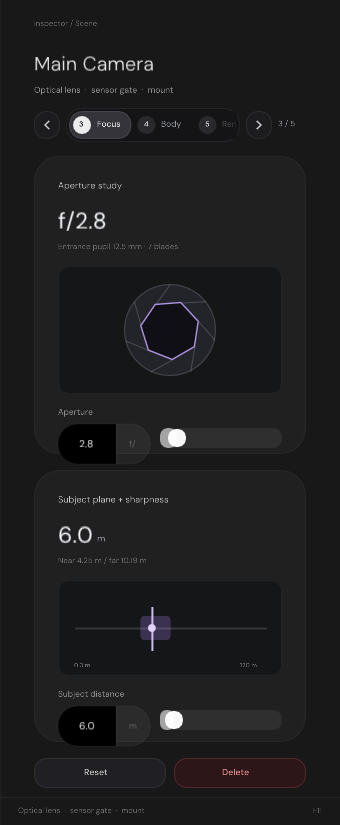 Inspector / Scene
Main Camera
Optical lens · sensor gate · mount
3 Focus 4 Body 5 3 / 5
Aperture study
f/2.8
Entrance pupil 12.5 mm · 7 blades
Aperture
2.8 f/
Subject plane + sharpness
6.0 m
Near 4.25 m / far 10.19 m
0.3 m 120 m
Subject distance
6.0 m
Reset Delete
Optical lens · sensor gate · mount